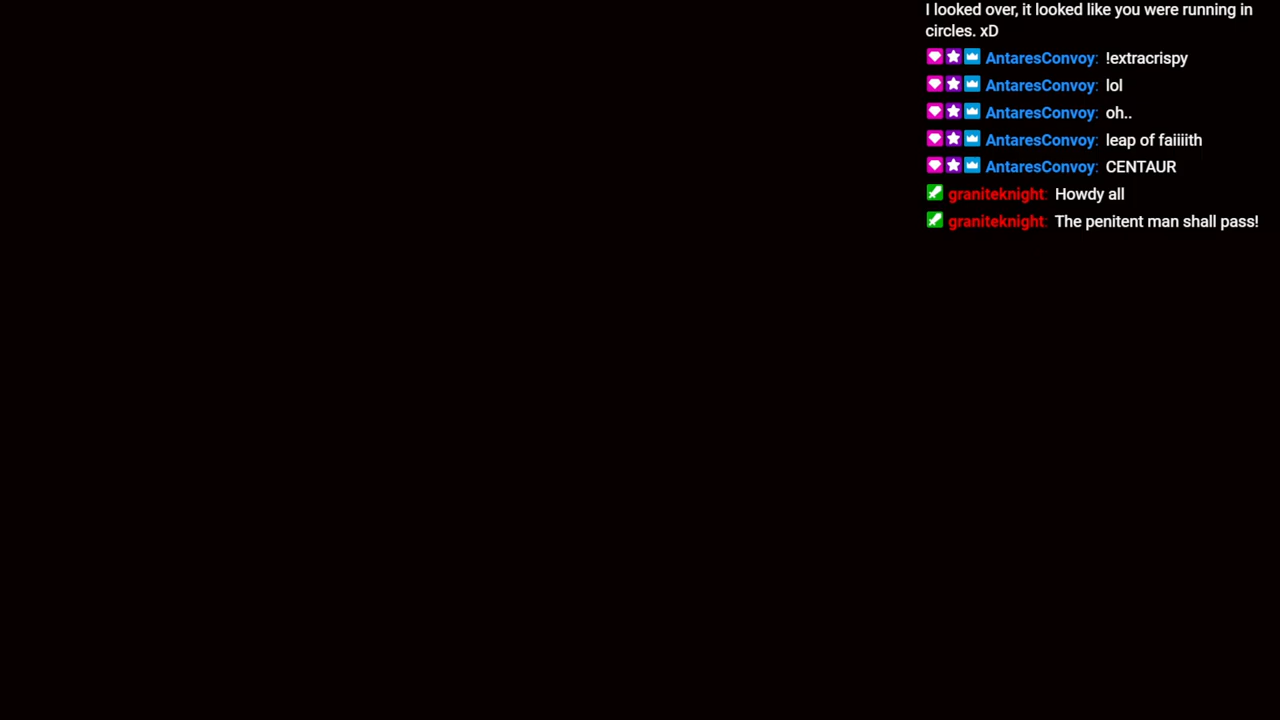 I looked over, it looked like you were running in
circles. xD
AntaresConvoy: !extracrispy
AntaresConvoy: lol
AntaresConvoy: oh..
AntaresConvoy: leap of faiiiith
AntaresConvoy: CENTAUR
graniteknight: Howdy all
graniteknight: The penitent man shall pass!